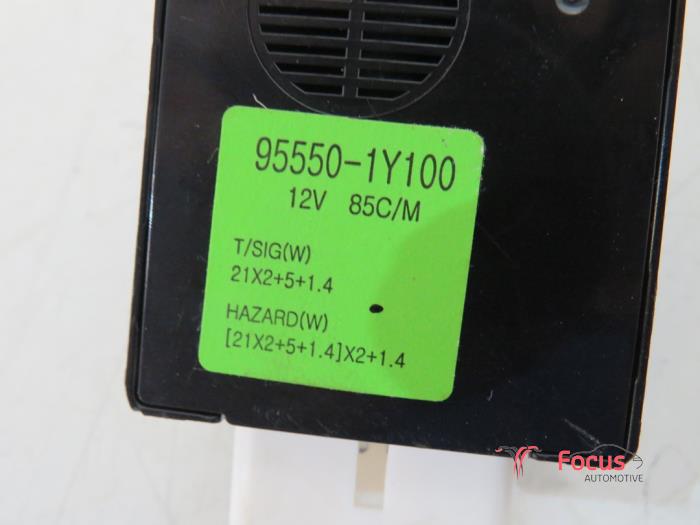 95550-1Y100
12V 85C/M
T/SIG(W)
21X2+5+1.4
HAZARD(W)
[21X2+5+1.4]X2+1.4
Focus
AUTOMOTIVE